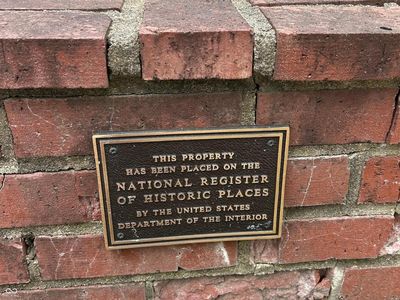 THIS PROPERTY
HAS BEEN PLACED ON THE
NATIONAL REGISTER
OF HISTORIC PLACES
BY THE UNITED STATES
DEPARTMENT OF THE INTERIOR